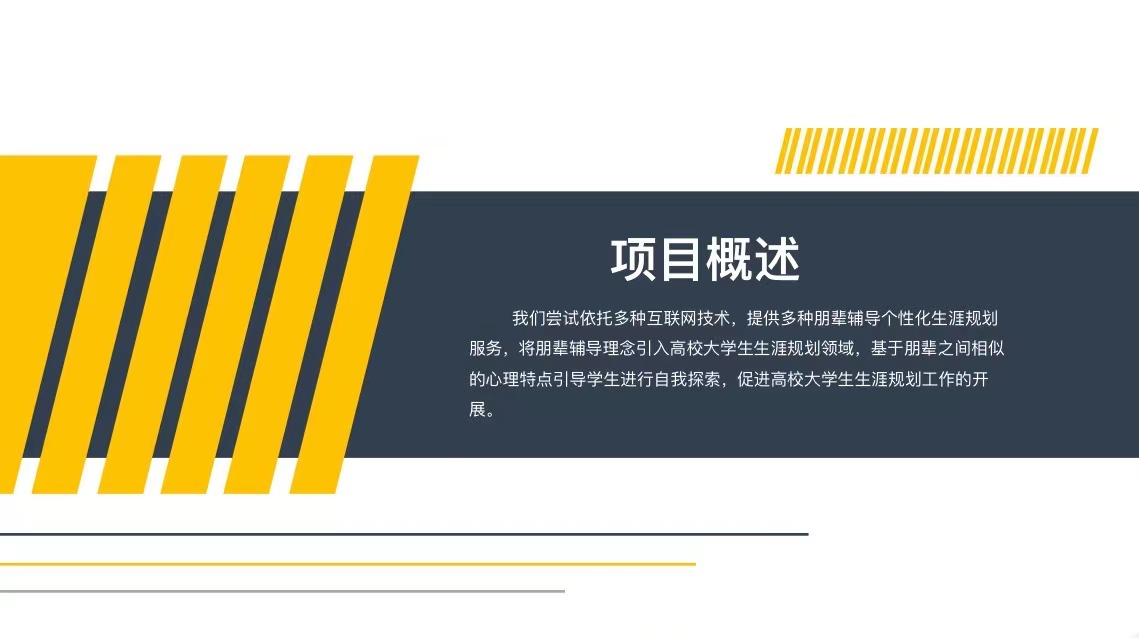 项目概述
我们尝试依托多种互联网技术，提供多种朋辈辅导个性化生涯规划
服务，将朋辈辅导理念引入高校大学生生涯规划领域，基于朋辈之间相似
的心理特点引导学生进行自我探索，促进高校大学生生涯规划工作的开
展。